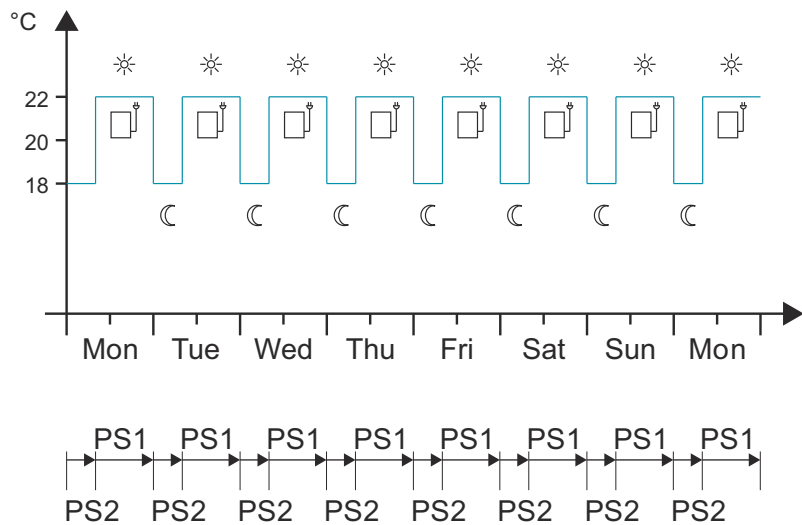 °C
22
20
18
Mon Tue Wed Thu Fri Sat Sun Mon
PS1 PS1 PS1 PS1 PS1 PS1 PS1 PS1
PS2 PS2 PS2 PS2 PS2 PS2 PS2 PS2